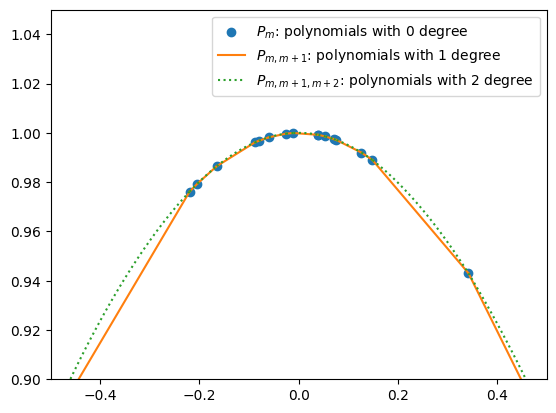 1.04
1.02
1.00
0.98
0.96
0.94
0.92
0.90
P_m: polynomials with 0 degree
P_{m,m+1}: polynomials with 1 degree
P_{m,m+1,m+2}: polynomials with 2 degree
−0.4 −0.2 0.0 0.2 0.4